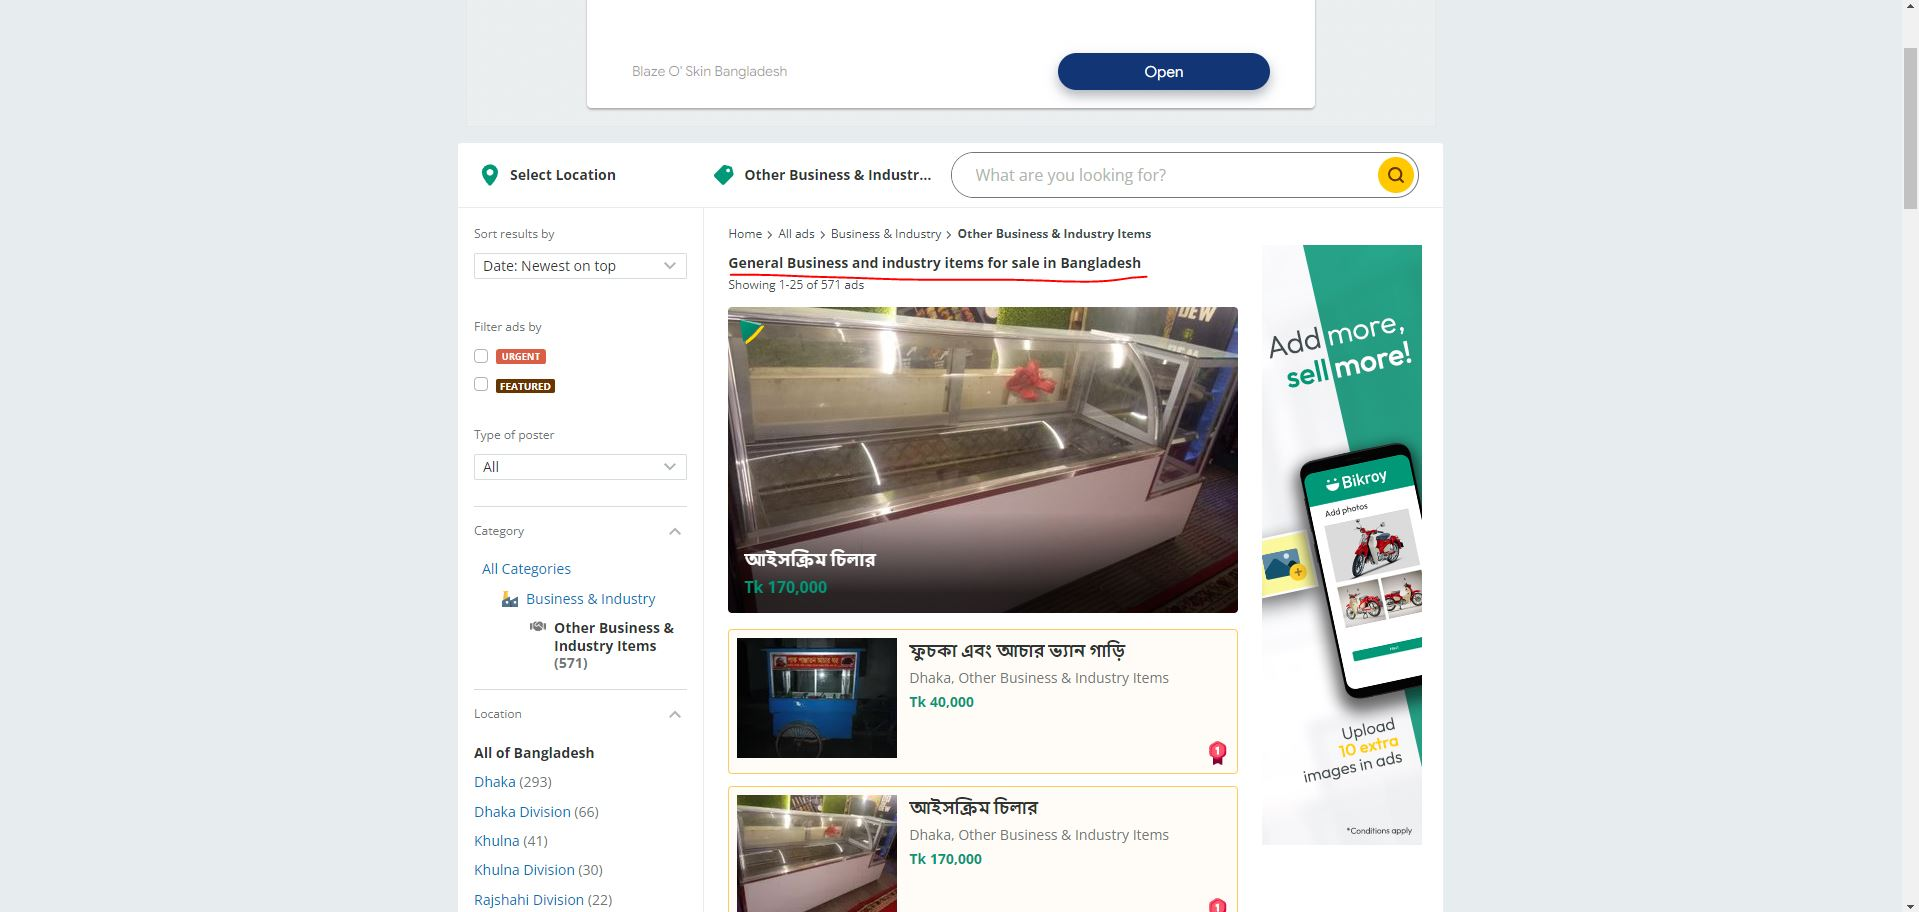 Blaze O' Skin Bangladesh
Open
Select Location
Other Business & Industr...
What are you looking for?
Sort results by
Date: Newest on top
Filter ads by
URGENT
FEATURED
Type of poster
All
Category
All Categories
Business & Industry
Other Business &
Industry Items
(571)
Location
All of Bangladesh
Dhaka (293)
Dhaka Division (66)
Khulna (41)
Khulna Division (30)
Rajshahi Division (22)
Home > All ads > Business & Industry > Other Business & Industry Items
General Business and industry items for sale in Bangladesh
Showing 1-25 of 571 ads
DEW
আইসক্রিম চিলার
Tk 170,000
ফুচকা এবং আচার ভ্যান গাড়ি
Dhaka, Other Business & Industry Items
Tk 40,000
1
আইসক্রিম চিলার
Dhaka, Other Business & Industry Items
Tk 170,000
1
Add more,
sell more!
Bikroy
Add photos
Upload
10 extra
images in ads
*Conditions apply